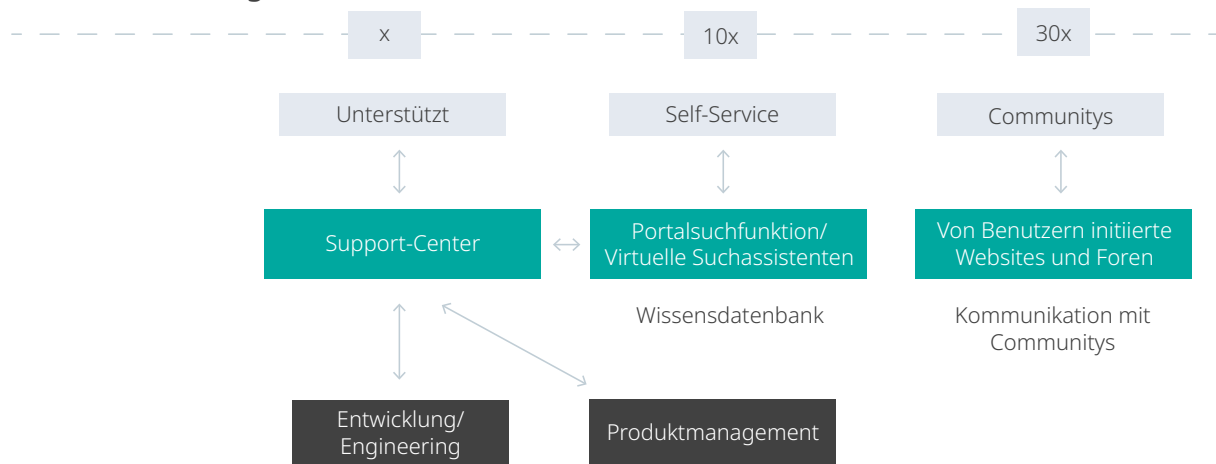 x
10x
30x
Unterstützt
Self-Service
Communitys
Support-Center
Portalsuchfunktion/
Virtuelle Suchassistenten
Von Benutzern initiierte
Websites und Foren
Wissensdatenbank
Kommunikation mit
Communitys
Entwicklung/
Engineering
Produktmanagement